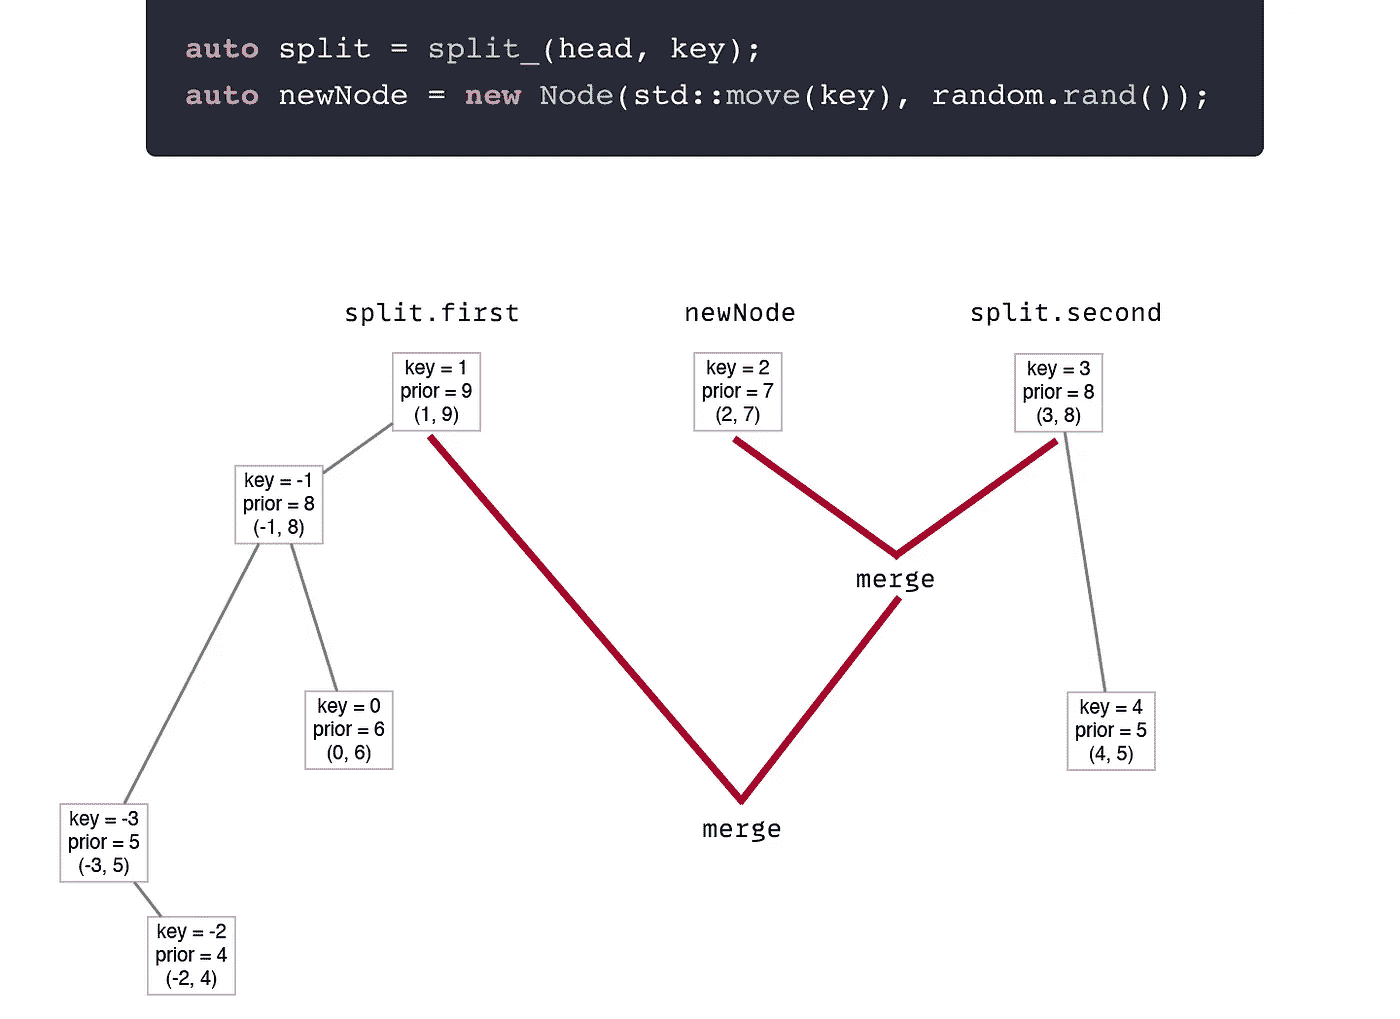 auto split = split_(head, key);
auto newNode = new Node(std::move(key), random.rand());
split.first
newNode
split.second
key = 1
prior = 9
(1, 9)
key = 2
prior = 7
(2, 7)
key = 3
prior = 8
(3, 8)
key = -1
prior = 8
(-1, 8)
merge
key = 0
prior = 6
(0, 6)
key = 4
prior = 5
(4, 5)
key = -3
prior = 5
(-3, 5)
merge
key = -2
prior = 4
(-2, 4)